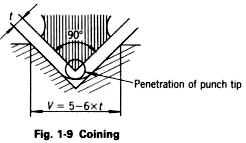 t
90°
Penetration of punch tip
V = 5–6×t
Fig. 1-9 Coining